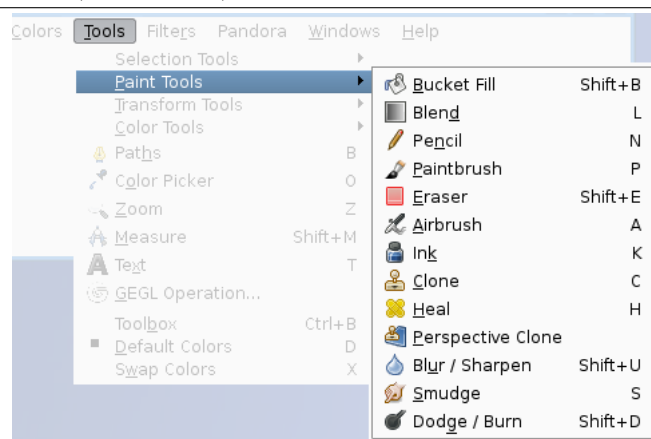 Colors Tools Filters Pandora Windows Help
Selection Tools
Paint Tools
Transform Tools
Color Tools
Paths B
Color Picker O
Zoom Z
Measure Shift+M
Text T
GEGL Operation...
Toolbox Ctrl+B
Default Colors D
Swap Colors X
Bucket Fill Shift+B
Blend L
Pencil N
Paintbrush P
Eraser Shift+E
Airbrush A
Ink K
Clone C
Heal H
Perspective Clone
Blur / Sharpen Shift+U
Smudge S
Dodge / Burn Shift+D